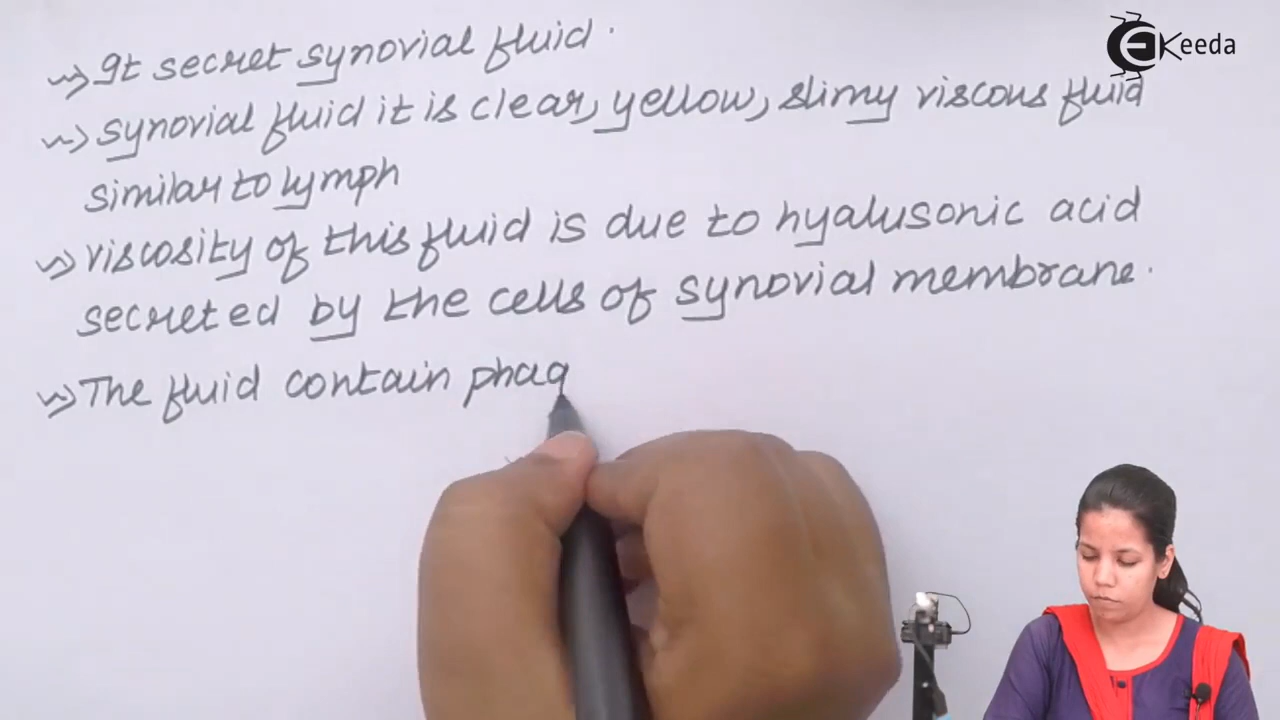 EKeeda
~> It secret synovial fluid.
~> synovial fluid it is clear, yellow, slimy viscous fluid
similar to lymph
~> viscosity of this fluid is due to hyalusonic acid
secreted by the cells of synovial membrane.
~> The fluid contain phag